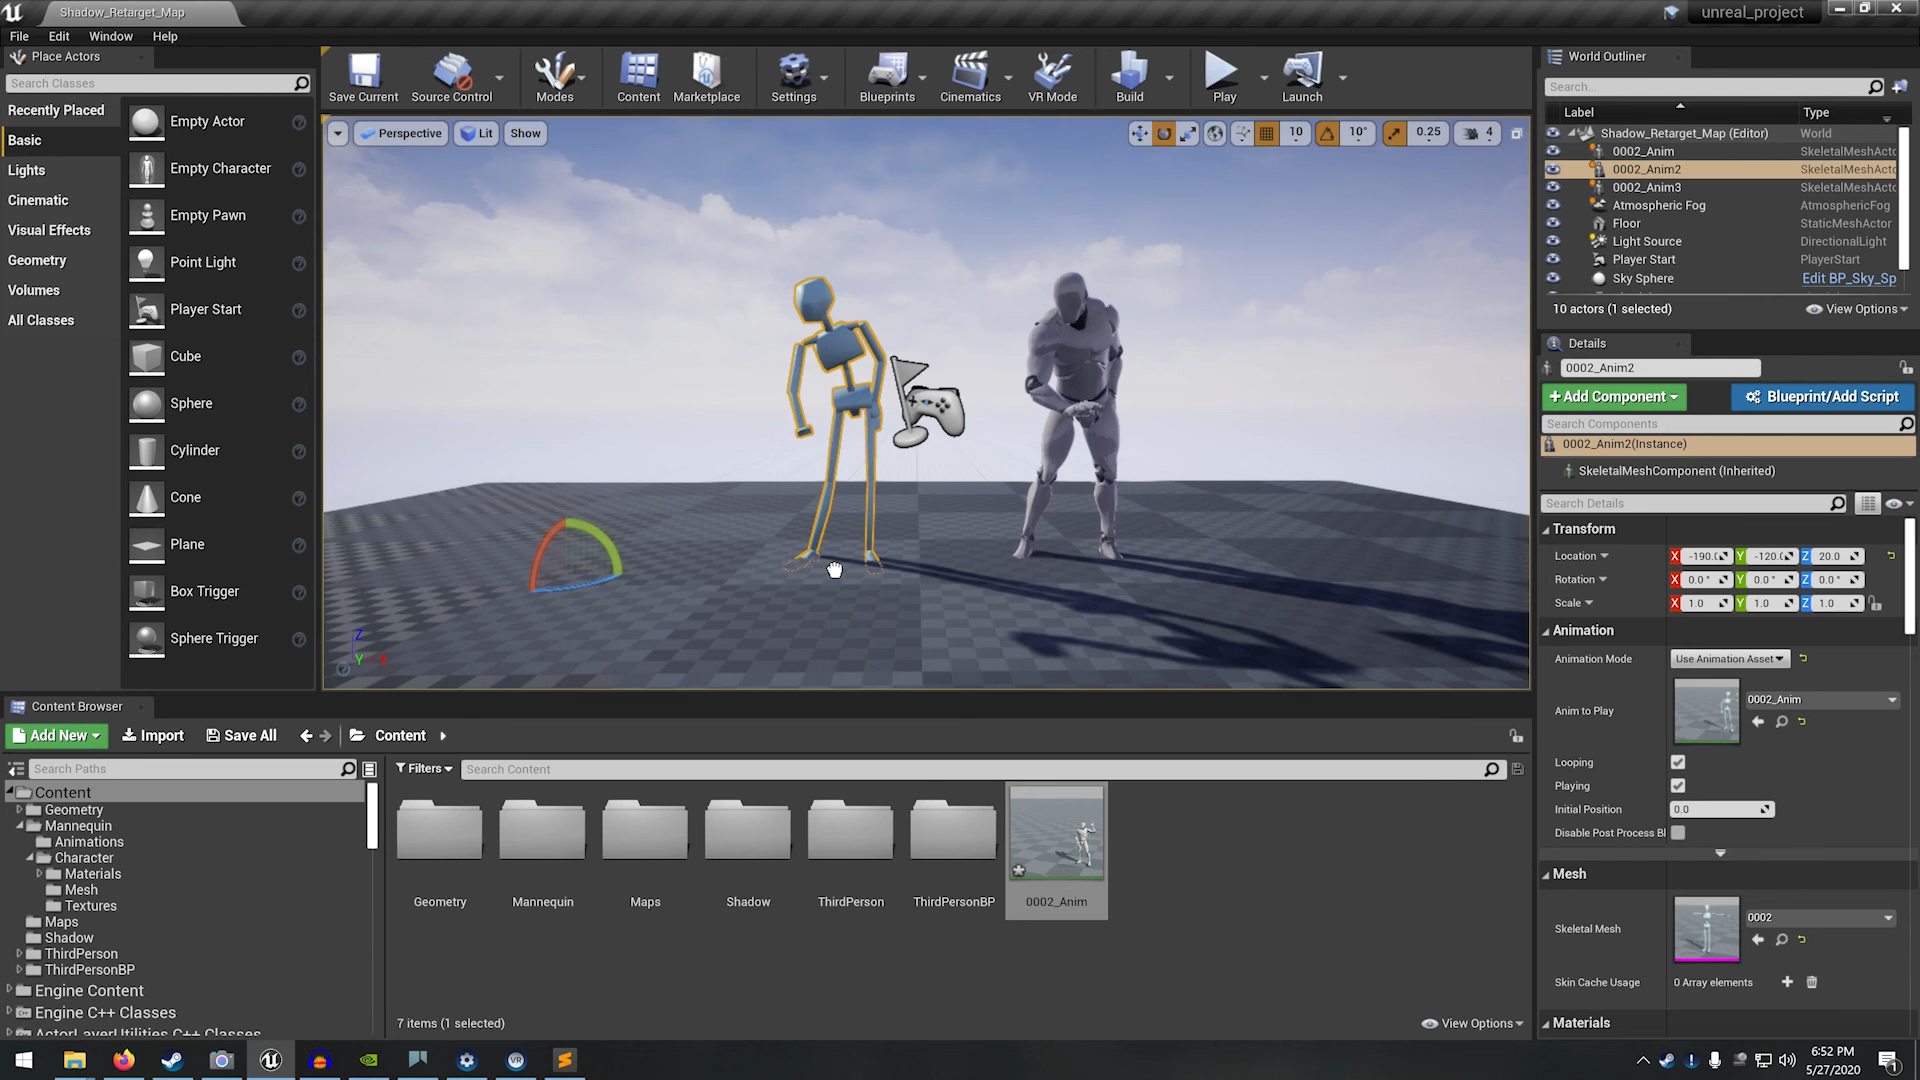 Shadow_Retarget_Map
unreal_project
File Edit Window Help
Place Actors
Search Classes
Recently Placed
Basic
Lights
Cinematic
Visual Effects
Geometry
Volumes
All Classes
Empty Actor
Empty Character
Empty Pawn
Point Light
Player Start
Cube
Sphere
Cylinder
Cone
Plane
Box Trigger
Sphere Trigger
Save Current Source Control Modes Content Marketplace Settings Blueprints Cinematics VR Mode Build Play Launch
Perspective Lit Show
10 10° 0.25 4
Z
Y X
World Outliner
Search...
Label Type
Shadow_Retarget_Map (Editor) World
0002_Anim SkeletalMeshActo
0002_Anim2 SkeletalMeshActo
0002_Anim3 SkeletalMeshActo
Atmospheric Fog AtmosphericFog
Floor StaticMeshActor
Light Source DirectionalLight
Player Start PlayerStart
Sky Sphere Edit BP_Sky_Sp
10 actors (1 selected) View Options
Details
0002_Anim2
+Add Component Blueprint/Add Script
Search Components
0002_Anim2(Instance)
SkeletalMeshComponent (Inherited)
Search Details
Transform
Location X -190.0 Y -120.0 Z 20.0
Rotation X 0.0° Y 0.0° Z 0.0°
Scale X 1.0 Y 1.0 Z 1.0
Animation
Animation Mode Use Animation Asset
Anim to Play 0002_Anim
Looping
Playing
Initial Position 0.0
Disable Post Process Bl
Mesh
Skeletal Mesh 0002
Skin Cache Usage 0 Array elements
Materials
Content Browser
Add New Import Save All Content
Search Paths
Filters Search Content
Content
Geometry
Mannequin
Animations
Character
Materials
Mesh
Textures
Maps
Shadow
ThirdPerson
ThirdPersonBP
Engine Content
Engine C++ Classes
ActorLayerUtilities C++ Classes
Geometry Mannequin Maps Shadow ThirdPerson ThirdPersonBP 0002_Anim
7 items (1 selected) View Options
VR
6:52 PM
5/27/2020
1